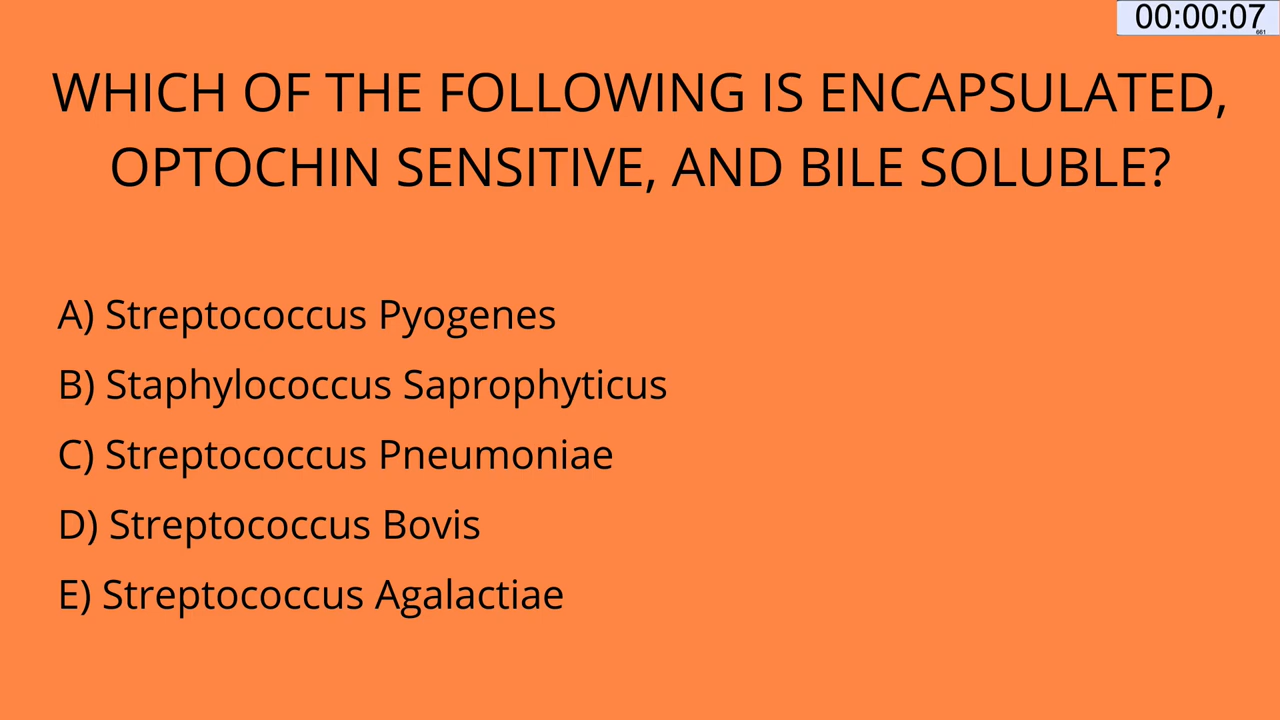 00:00:07
661
WHICH OF THE FOLLOWING IS ENCAPSULATED,
OPTOCHIN SENSITIVE, AND BILE SOLUBLE?
A) Streptococcus Pyogenes
B) Staphylococcus Saprophyticus
C) Streptococcus Pneumoniae
D) Streptococcus Bovis
E) Streptococcus Agalactiae